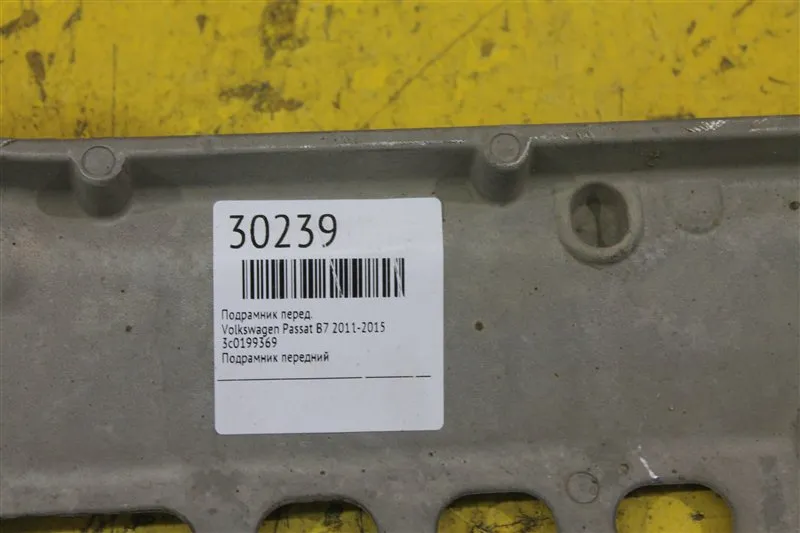 30239
Подрамник перед.
Volkswagen Passat B7 2011-2015
3c0199369
Подрамник передний